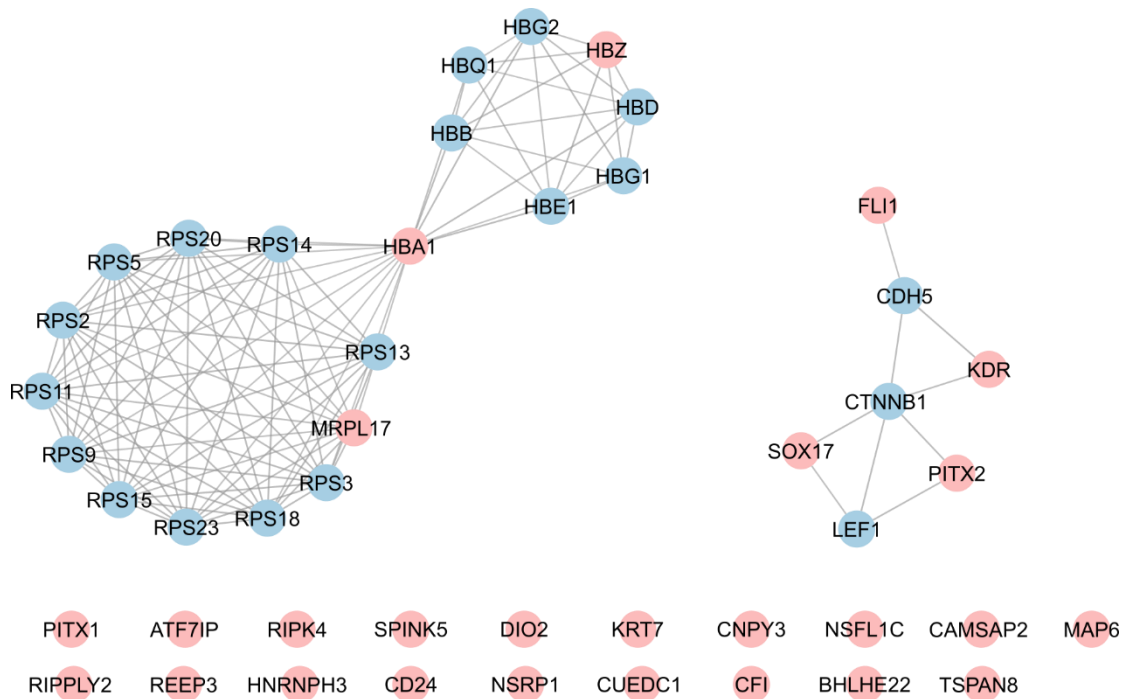 HBG2
HBZ
HBQ1
HBD
HBB
HBG1
HBE1
FLI1
RPS20
RPS14
HBA1
RPS5
CDH5
RPS2
RPS13
KDR
RPS11
CTNNB1
MRPL17
RPS9
SOX17
PITX2
RPS3
RPS15
RPS18
RPS23
LEF1
PITX1 ATF7IP RIPK4 SPINK5 DIO2 KRT7 CNPY3 NSFL1C CAMSAP2 MAP6
RIPPLY2 REEP3 HNRNPH3 CD24 NSRP1 CUEDC1 CFI BHLHE22 TSPAN8